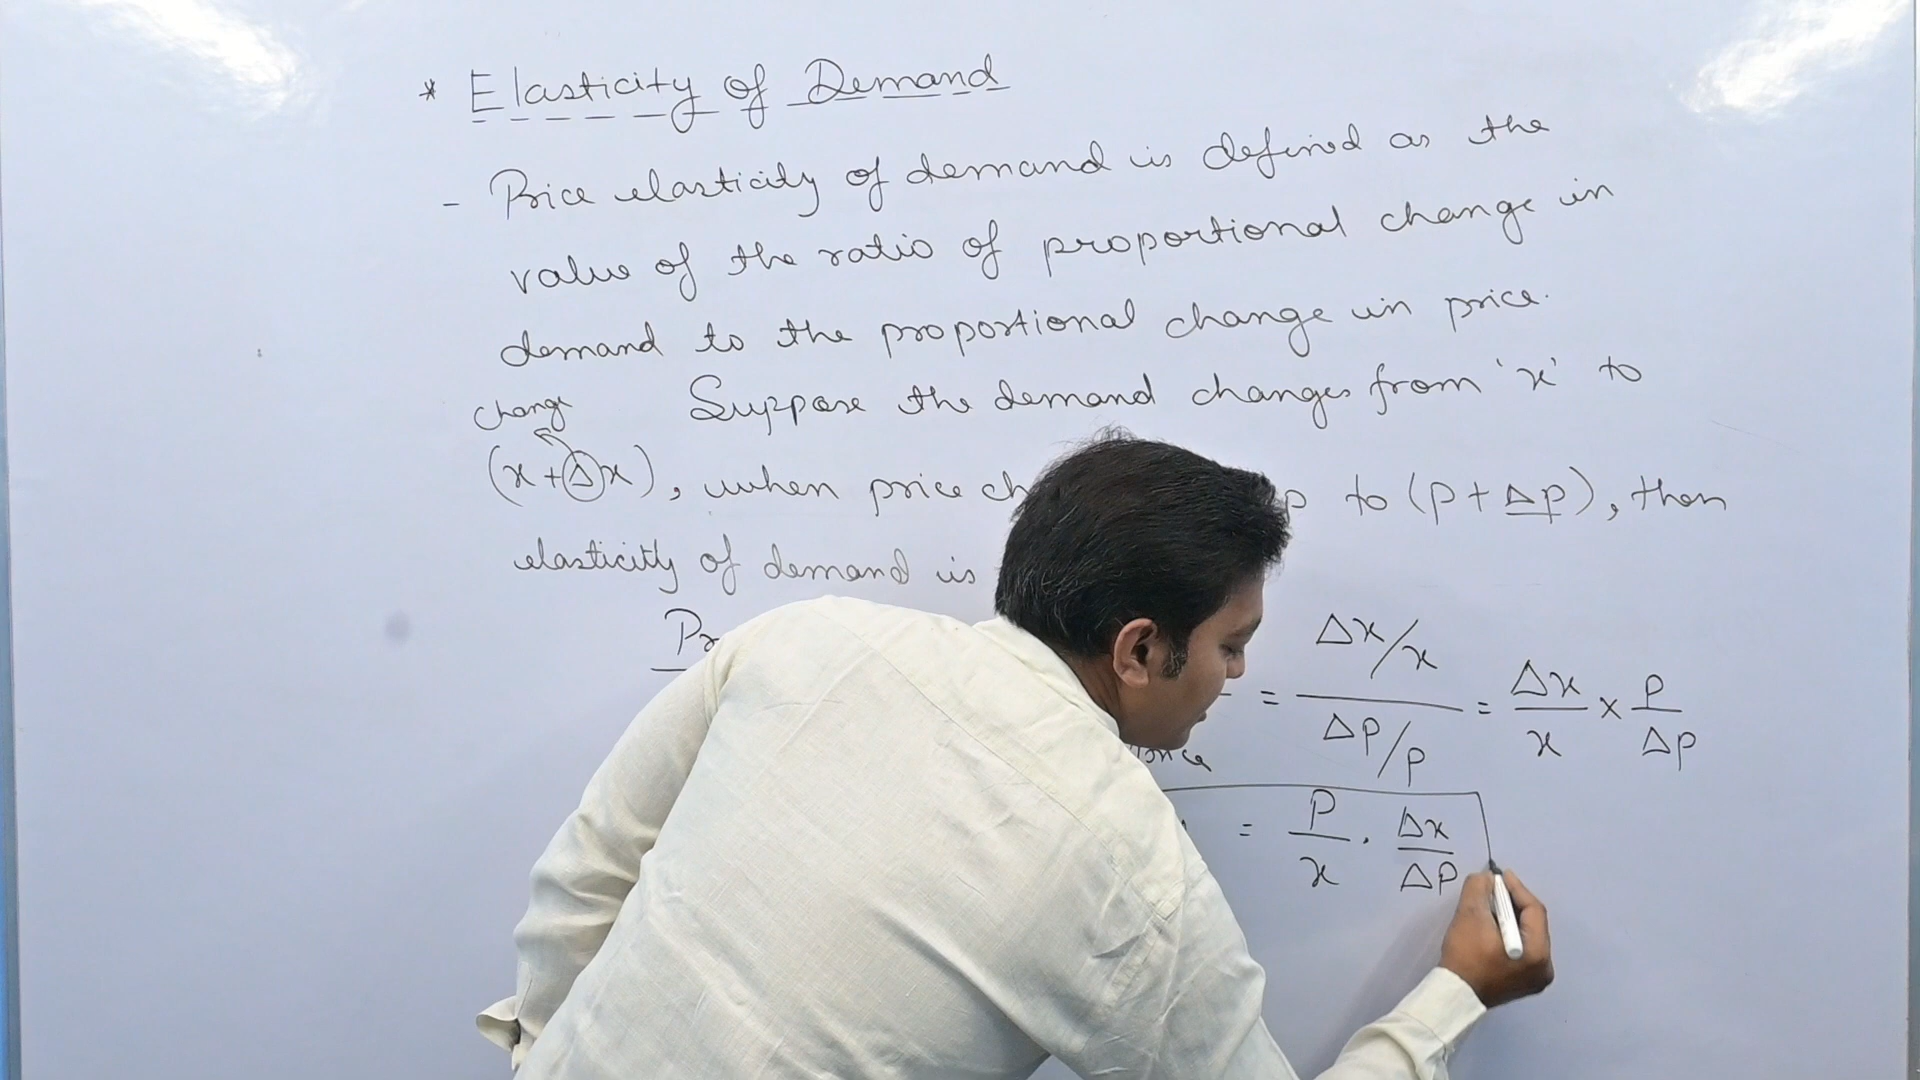 * Elasticity of Demand
- Price elasticity of demand is defined as the
value of the ratio of proportional change in
demand to the proportional change in price.
Suppose the demand changes from 'x' to
change
(x+Δx), when price ch p to (p+Δp), then
elasticity of demand is
Pr = Δx/x / Δp/p = Δx/x × p/Δp
= p/x . Δx/Δp